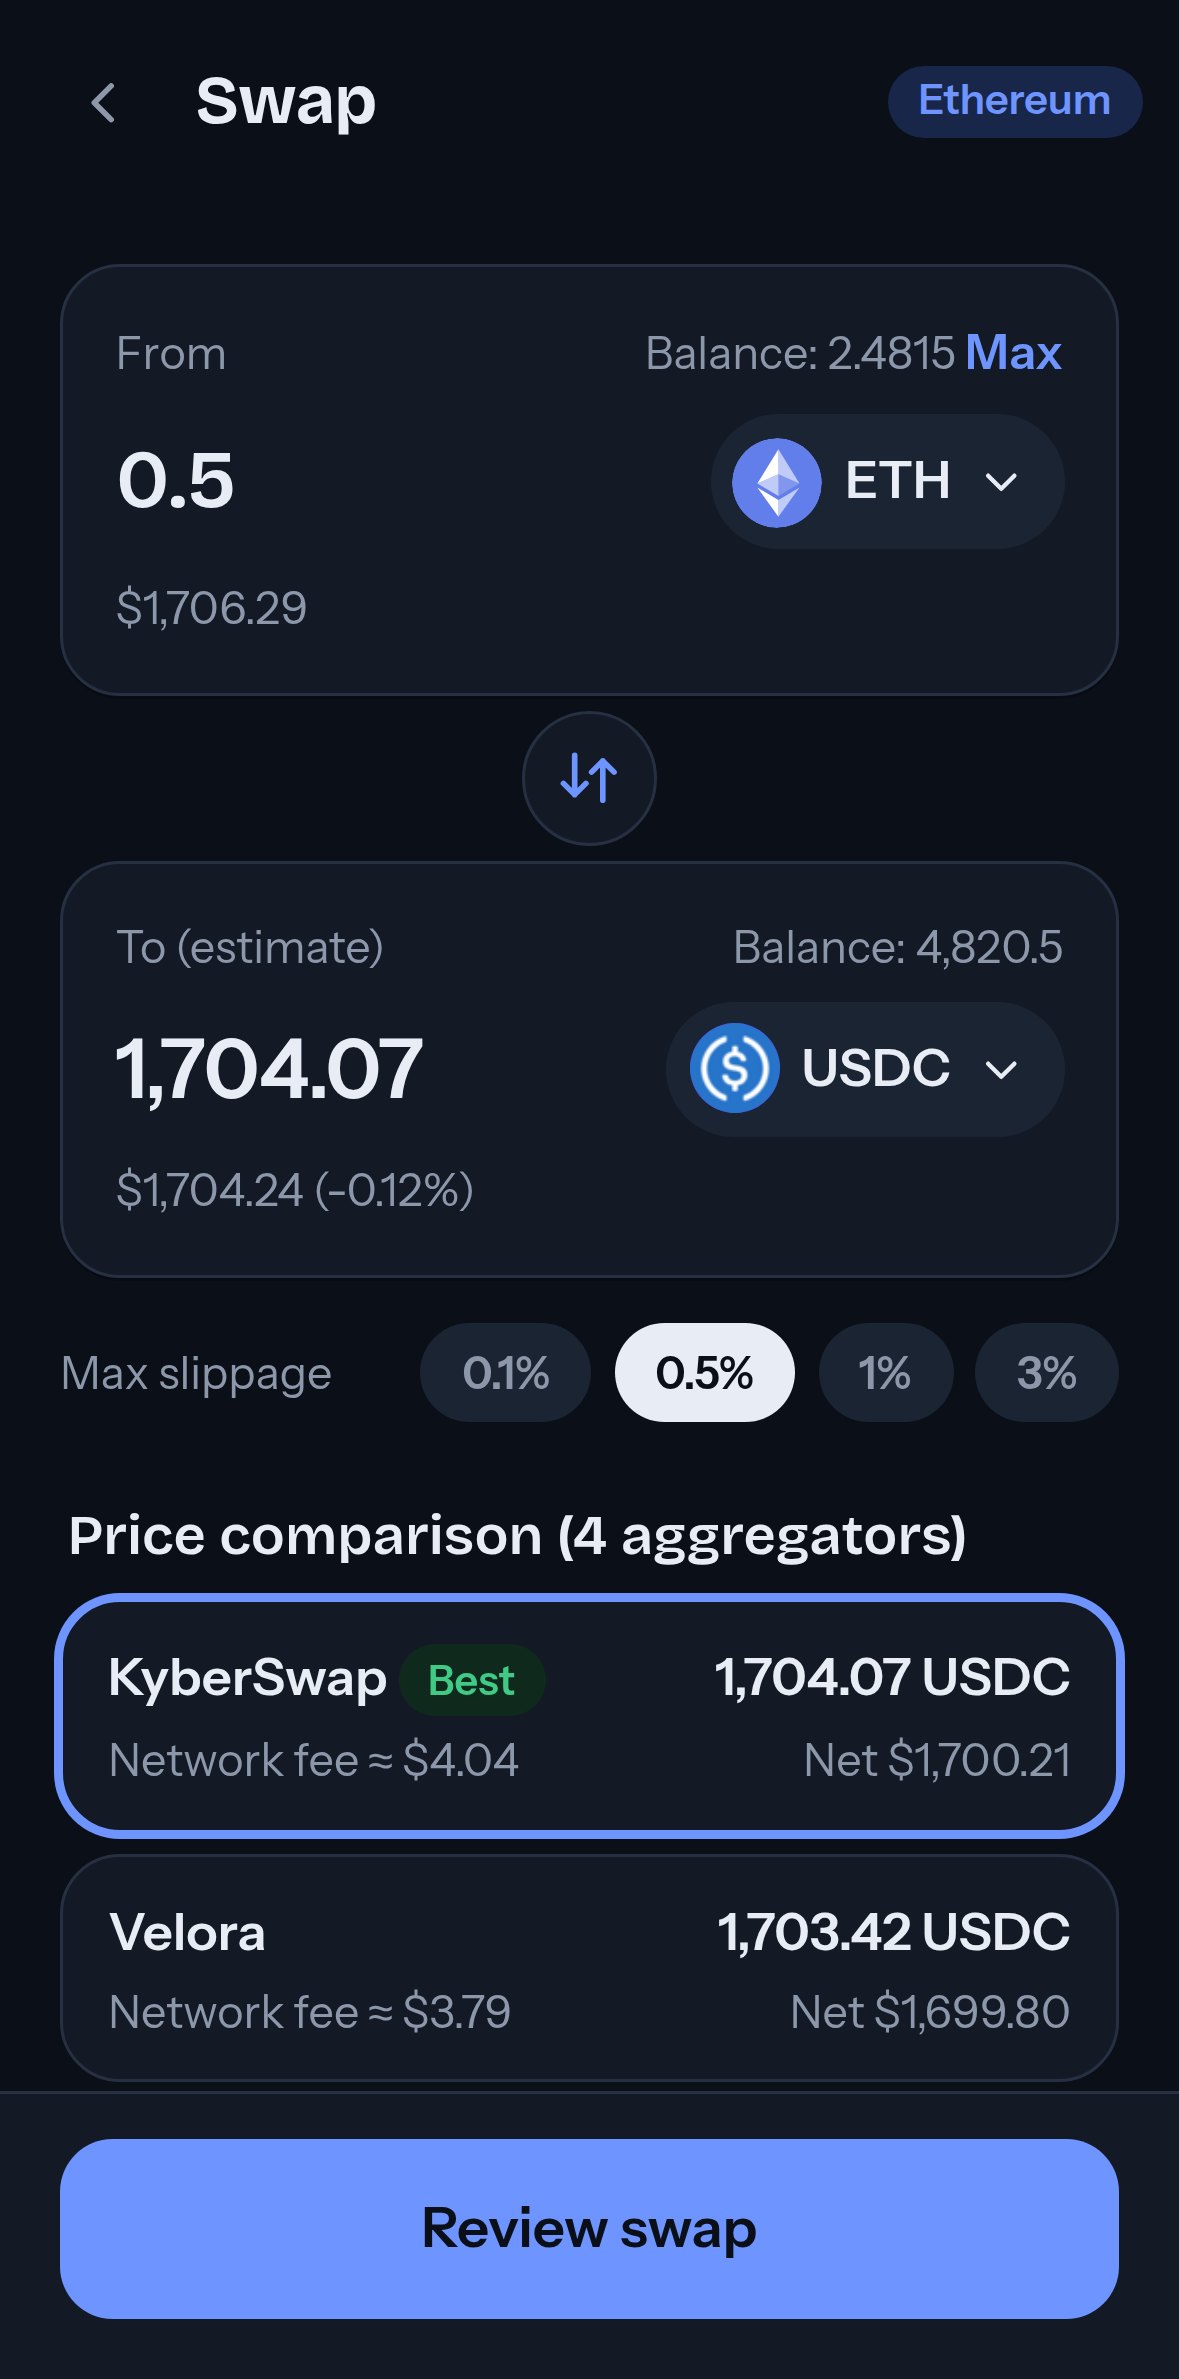 Swap
Ethereum
From
Balance: 2.4815 Max
0.5
ETH
$1,706.29
To (estimate)
Balance: 4,820.5
1,704.07
USDC
$1,704.24 (-0.12%)
Max slippage
0.1%
0.5%
1%
3%
Price comparison (4 aggregators)
KyberSwap Best
1,704.07 USDC
Network fee ≈ $4.04
Net $1,700.21
Velora
1,703.42 USDC
Network fee ≈ $3.79
Net $1,699.80
Review swap